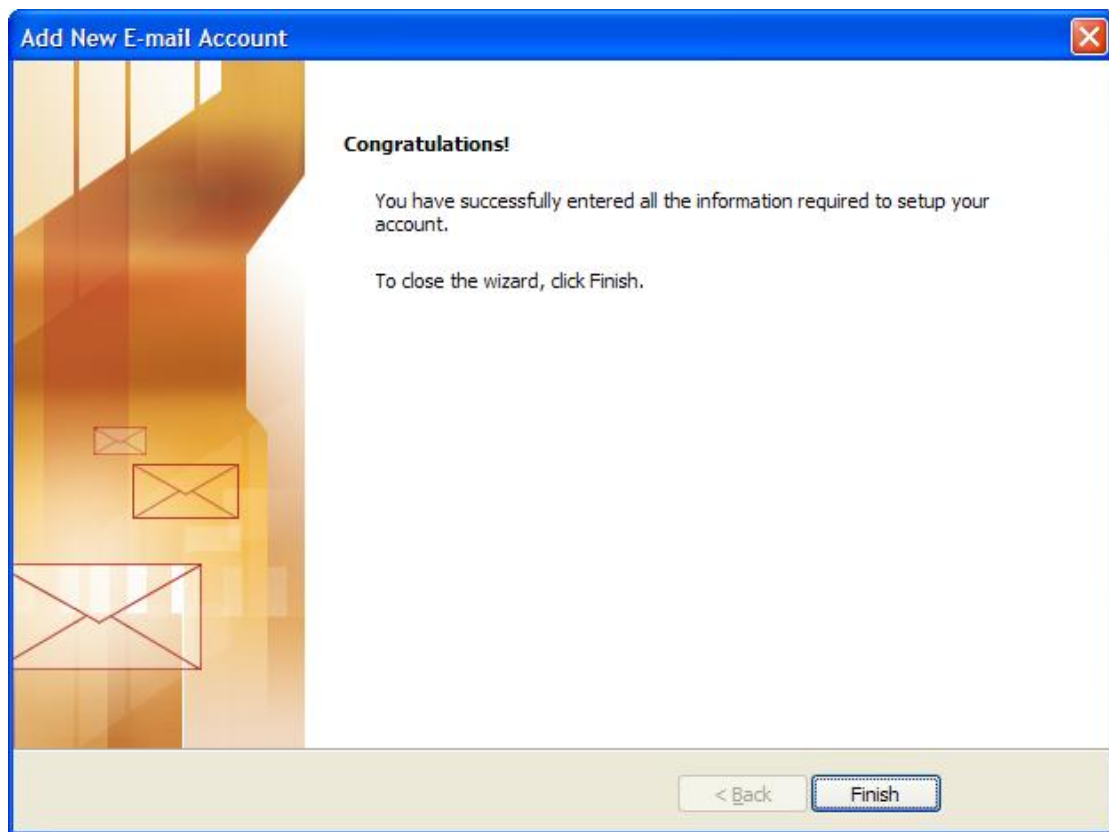 Add New E-mail Account
Congratulations!
You have successfully entered all the information required to setup your
account.
To close the wizard, click Finish.
< Back
Finish